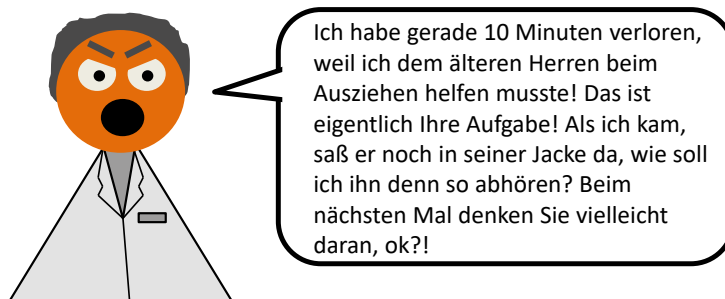 Ich habe gerade 10 Minuten verloren,
weil ich dem älteren Herren beim
Ausziehen helfen musste! Das ist
eigentlich Ihre Aufgabe! Als ich kam,
saß er noch in seiner Jacke da, wie soll
ich ihn denn so abhören? Beim
nächsten Mal denken Sie vielleicht
daran, ok?!